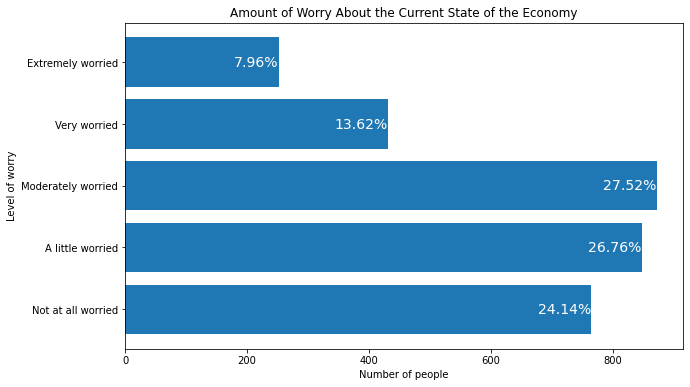 Amount of Worry About the Current State of the Economy
Level of worry
Extremely worried
7.96%
Very worried
13.62%
Moderately worried
27.52%
A little worried
26.76%
Not at all worried
24.14%
0 200 400 600 800
Number of people